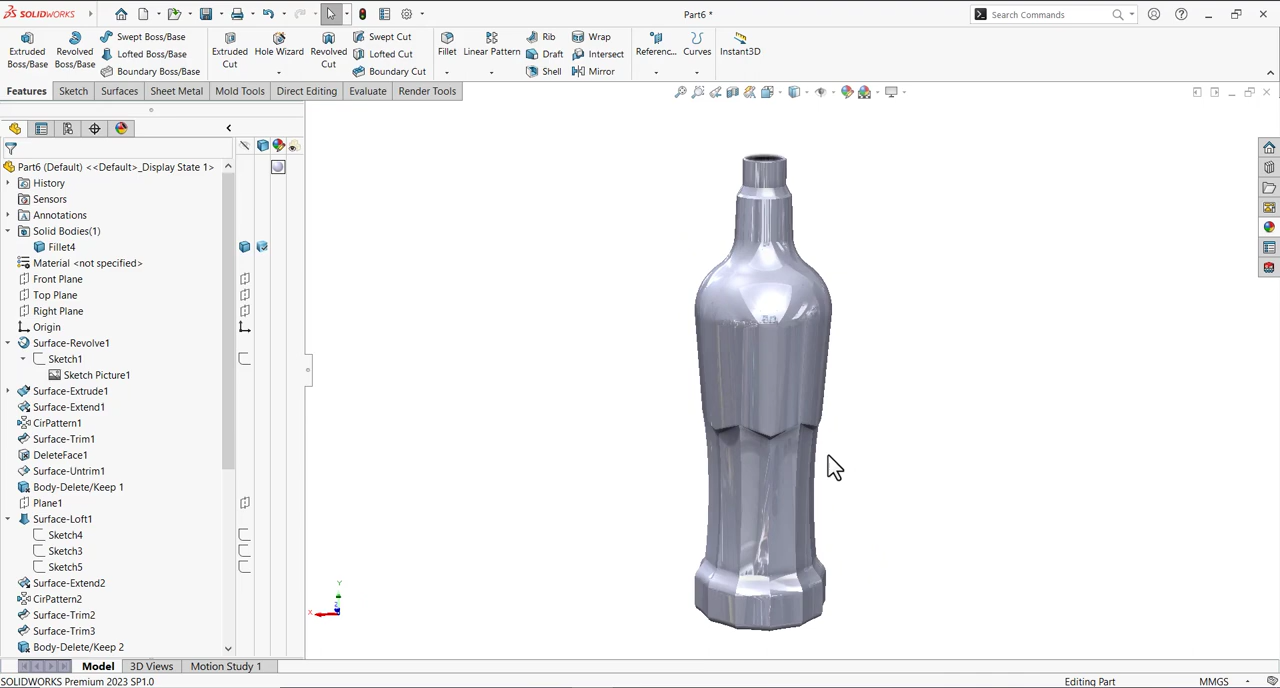 SOLIDWORKS
Part6 *
Search Commands
Extruded Boss/Base
Revolved Boss/Base
Swept Boss/Base
Lofted Boss/Base
Boundary Boss/Base
Extruded Cut
Hole Wizard
Revolved Cut
Swept Cut
Lofted Cut
Boundary Cut
Fillet
Linear Pattern
Rib
Draft
Shell
Wrap
Intersect
Mirror
Referenc...
Curves
Instant3D
Features
Sketch
Surfaces
Sheet Metal
Mold Tools
Direct Editing
Evaluate
Render Tools
Part6 (Default) <<Default>_Display State 1>
History
Sensors
Annotations
Solid Bodies(1)
Fillet4
Material <not specified>
Front Plane
Top Plane
Right Plane
Origin
Surface-Revolve1
Sketch1
Sketch Picture1
Surface-Extrude1
Surface-Extend1
CirPattern1
Surface-Trim1
DeleteFace1
Surface-Untrim1
Body-Delete/Keep 1
Plane1
Surface-Loft1
Sketch4
Sketch3
Sketch5
Surface-Extend2
CirPattern2
Surface-Trim2
Surface-Trim3
Body-Delete/Keep 2
Y
X
Model
3D Views
Motion Study 1
SOLIDWORKS Premium 2023 SP1.0
Editing Part
MMGS